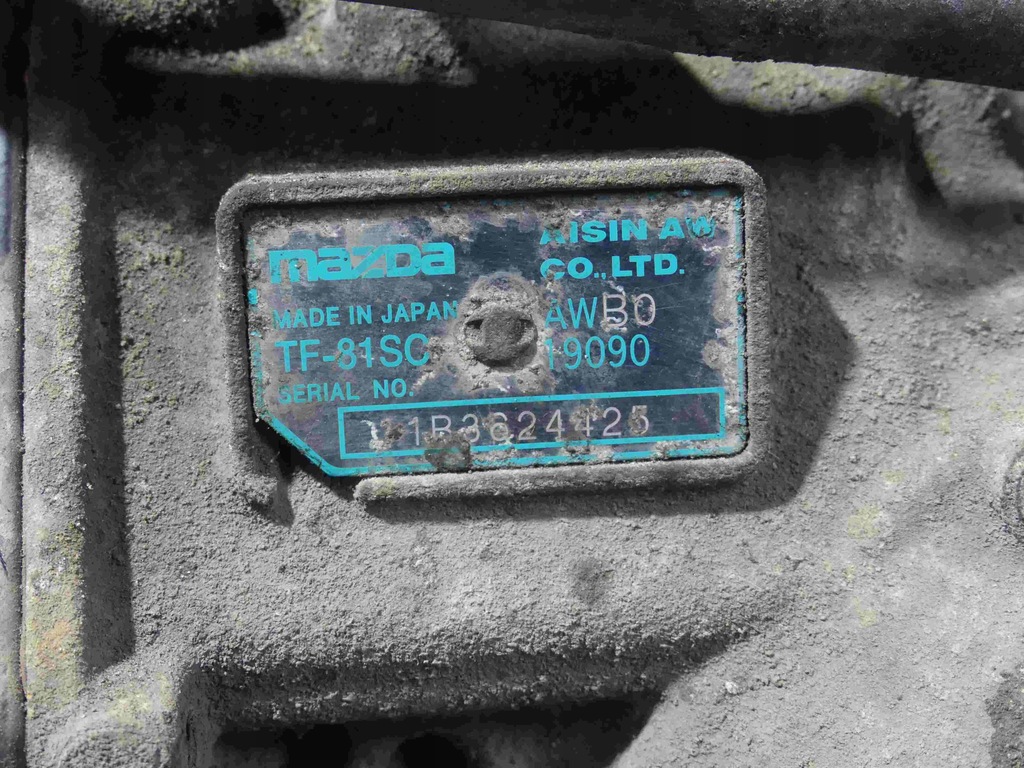 mazda
AISIN AW
CO.,LTD.
MADE IN JAPAN
AWB0
TF-81SC
19090
SERIAL NO.